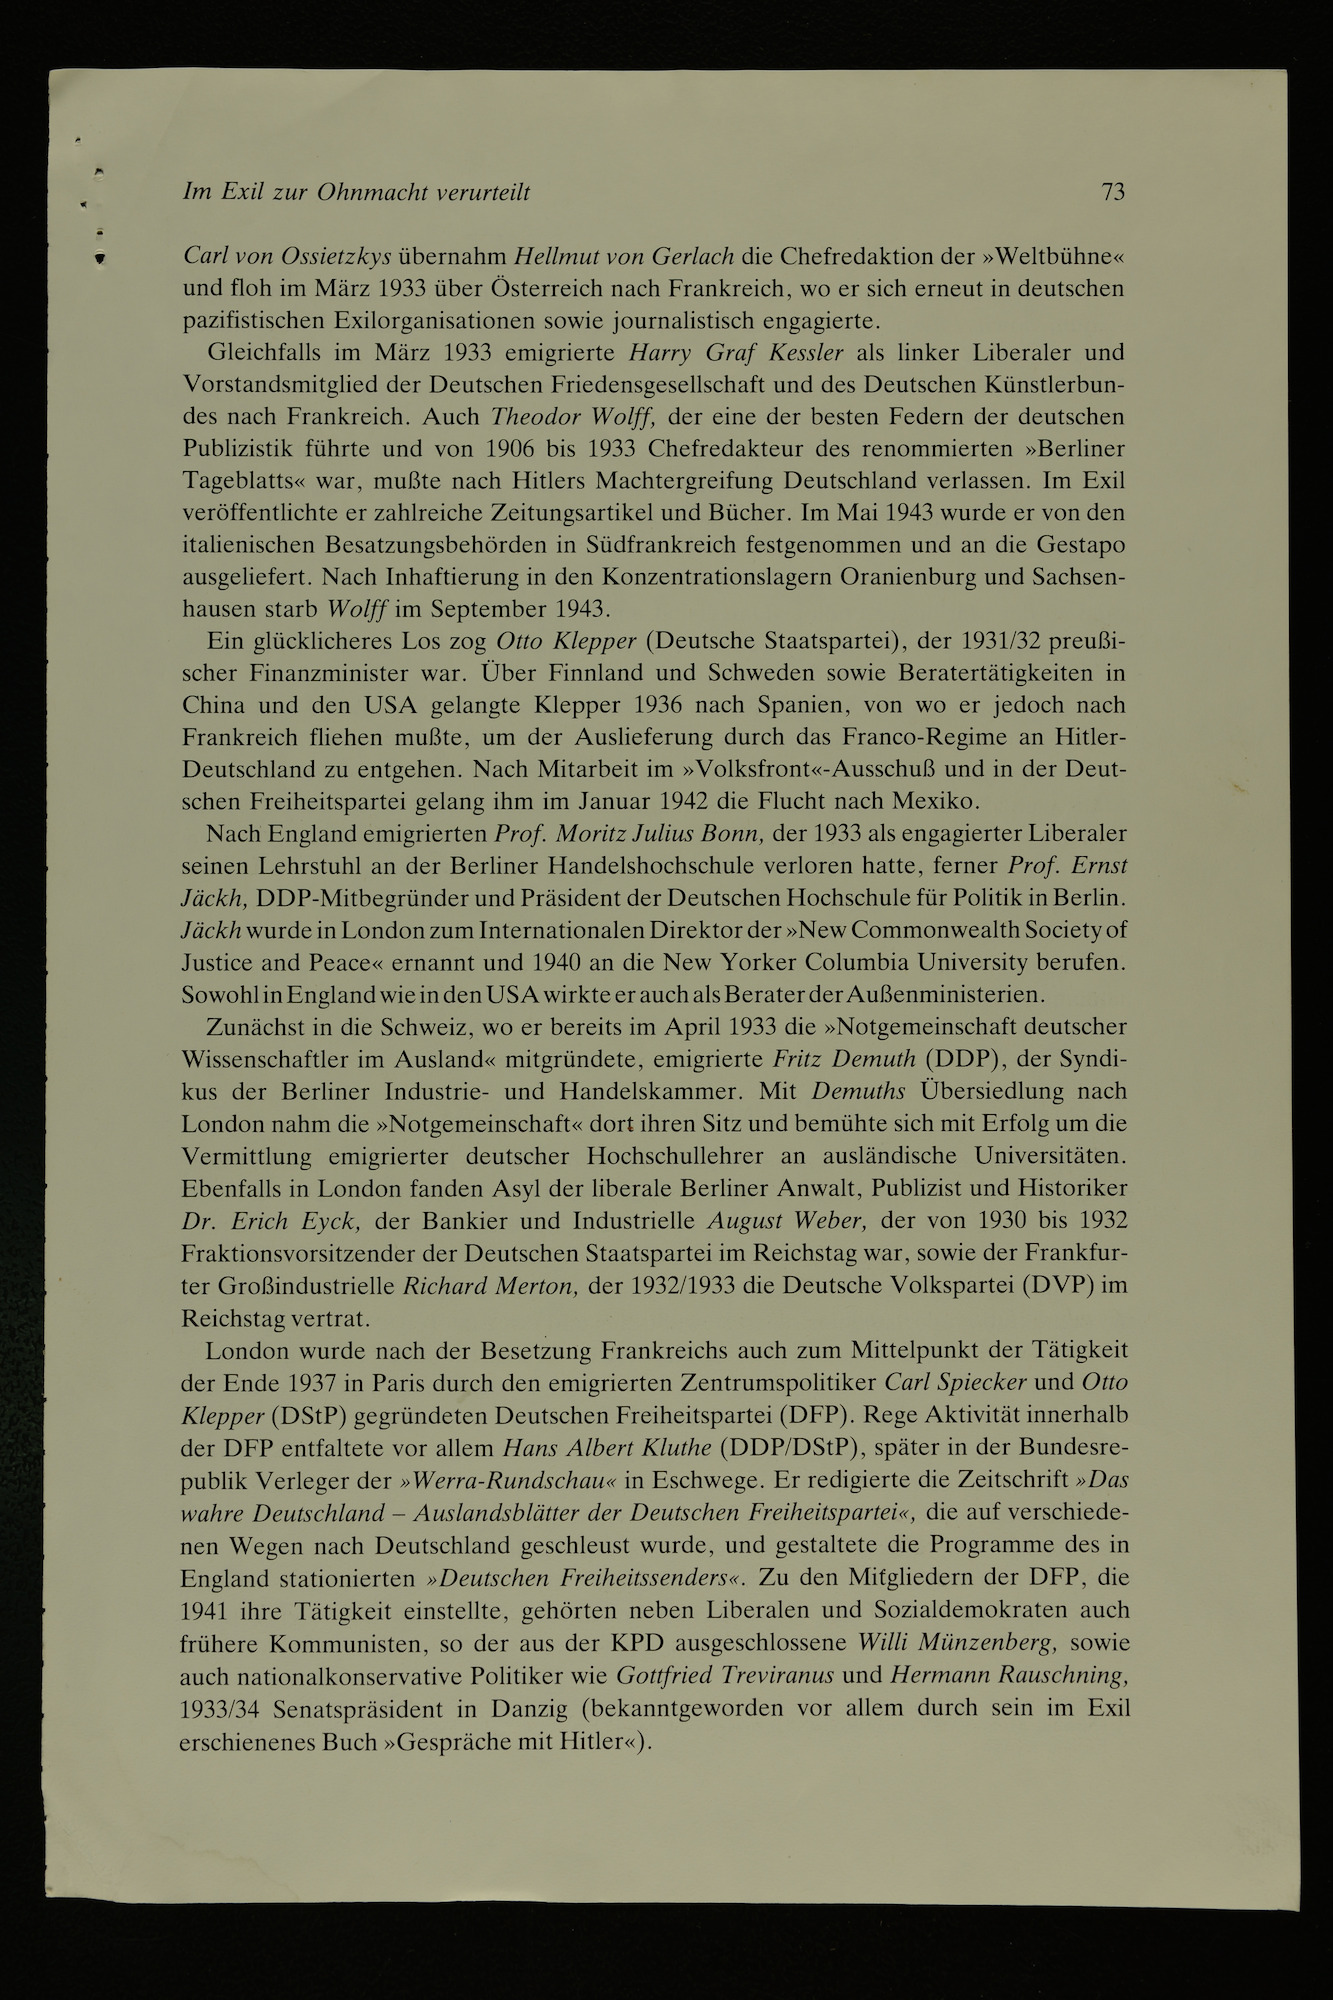 Im Exil zur Ohnmacht verurteilt 73
Carl von Ossietzkys übernahm Hellmut von Gerlach die Chefredaktion der »Weltbühne«
und floh im März 1933 über Österreich nach Frankreich, wo er sich erneut in deutschen
pazifistischen Exilorganisationen sowie journalistisch engagierte.
Gleichfalls im März 1933 emigrierte Harry Graf Kessler als linker Liberaler und
Vorstandsmitglied der Deutschen Friedensgesellschaft und des Deutschen Künstlerbun-
des nach Frankreich. Auch Theodor Wolff, der eine der besten Federn der deutschen
Publizistik führte und von 1906 bis 1933 Chefredakteur des renommierten »Berliner
Tageblatts« war, mußte nach Hitlers Machtergreifung Deutschland verlassen. Im Exil
veröffentlichte er zahlreiche Zeitungsartikel und Bücher. Im Mai 1943 wurde er von den
italienischen Besatzungsbehörden in Südfrankreich festgenommen und an die Gestapo
ausgeliefert. Nach Inhaftierung in den Konzentrationslagern Oranienburg und Sachsen-
hausen starb Wolff im September 1943.
Ein glücklicheres Los zog Otto Klepper (Deutsche Staatspartei), der 1931/32 preußi-
scher Finanzminister war. Über Finnland und Schweden sowie Beratertätigkeiten in
China und den USA gelangte Klepper 1936 nach Spanien, von wo er jedoch nach
Frankreich fliehen mußte, um der Auslieferung durch das Franco-Regime an Hitler-
Deutschland zu entgehen. Nach Mitarbeit im »Volksfront«-Ausschuß und in der Deut-
schen Freiheitspartei gelang ihm im Januar 1942 die Flucht nach Mexiko.
Nach England emigrierten Prof. Moritz Julius Bonn, der 1933 als engagierter Liberaler
seinen Lehrstuhl an der Berliner Handelshochschule verloren hatte, ferner Prof. Ernst
Jäckh, DDP-Mitbegründer und Präsident der Deutschen Hochschule für Politik in Berlin.
Jäckh wurde in London zum Internationalen Direktor der »New Commonwealth Society of
Justice and Peace« ernannt und 1940 an die New Yorker Columbia University berufen.
Sowohl in England wie in den USA wirkte er auch als Berater der Außenministerien.
Zunächst in die Schweiz, wo er bereits im April 1933 die »Notgemeinschaft deutscher
Wissenschaftler im Ausland« mitgründete, emigrierte Fritz Demuth (DDP), der Syndi-
kus der Berliner Industrie- und Handelskammer. Mit Demuths Übersiedlung nach
London nahm die »Notgemeinschaft« dort ihren Sitz und bemühte sich mit Erfolg um die
Vermittlung emigrierter deutscher Hochschullehrer an ausländische Universitäten.
Ebenfalls in London fanden Asyl der liberale Berliner Anwalt, Publizist und Historiker
Dr. Erich Eyck, der Bankier und Industrielle August Weber, der von 1930 bis 1932
Fraktionsvorsitzender der Deutschen Staatspartei im Reichstag war, sowie der Frankfur-
ter Großindustrielle Richard Merton, der 1932/1933 die Deutsche Volkspartei (DVP) im
Reichstag vertrat.
London wurde nach der Besetzung Frankreichs auch zum Mittelpunkt der Tätigkeit
der Ende 1937 in Paris durch den emigrierten Zentrumspolitiker Carl Spiecker und Otto
Klepper (DStP) gegründeten Deutschen Freiheitspartei (DFP). Rege Aktivität innerhalb
der DFP entfaltete vor allem Hans Albert Kluthe (DDP/DStP), später in der Bundesre-
publik Verleger der »Werra-Rundschau« in Eschwege. Er redigierte die Zeitschrift »Das
wahre Deutschland – Auslandsblätter der Deutschen Freiheitspartei«, die auf verschiede-
nen Wegen nach Deutschland geschleust wurde, und gestaltete die Programme des in
England stationierten »Deutschen Freiheitssenders«. Zu den Mitgliedern der DFP, die
1941 ihre Tätigkeit einstellte, gehörten neben Liberalen und Sozialdemokraten auch
frühere Kommunisten, so der aus der KPD ausgeschlossene Willi Münzenberg, sowie
auch nationalkonservative Politiker wie Gottfried Treviranus und Hermann Rauschning,
1933/34 Senatspräsident in Danzig (bekanntgeworden vor allem durch sein im Exil
erschienenes Buch »Gespräche mit Hitler«).